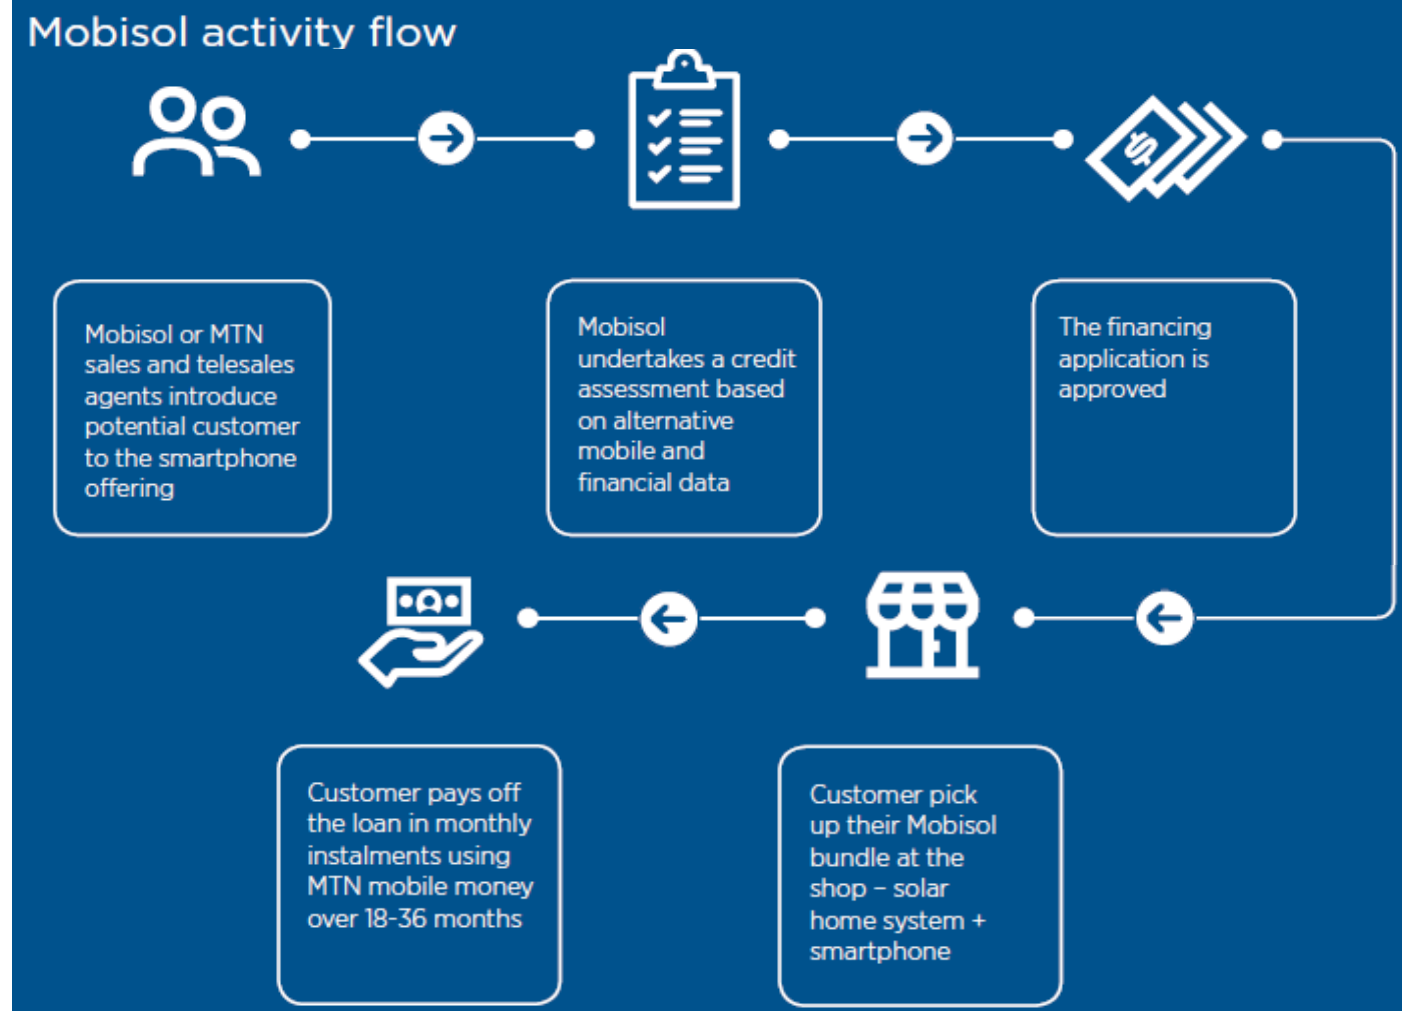 Mobisol activity flow
Mobisol or MTN
sales and telesales
agents introduce
potential customer
to the smartphone
offering
Mobisol
undertakes a credit
assessment based
on alternative
mobile and
financial data
The financing
application is
approved
Customer pick
up their Mobisol
bundle at the
shop – solar
home system +
smartphone
Customer pays off
the loan in monthly
instalments using
MTN mobile money
over 18-36 months